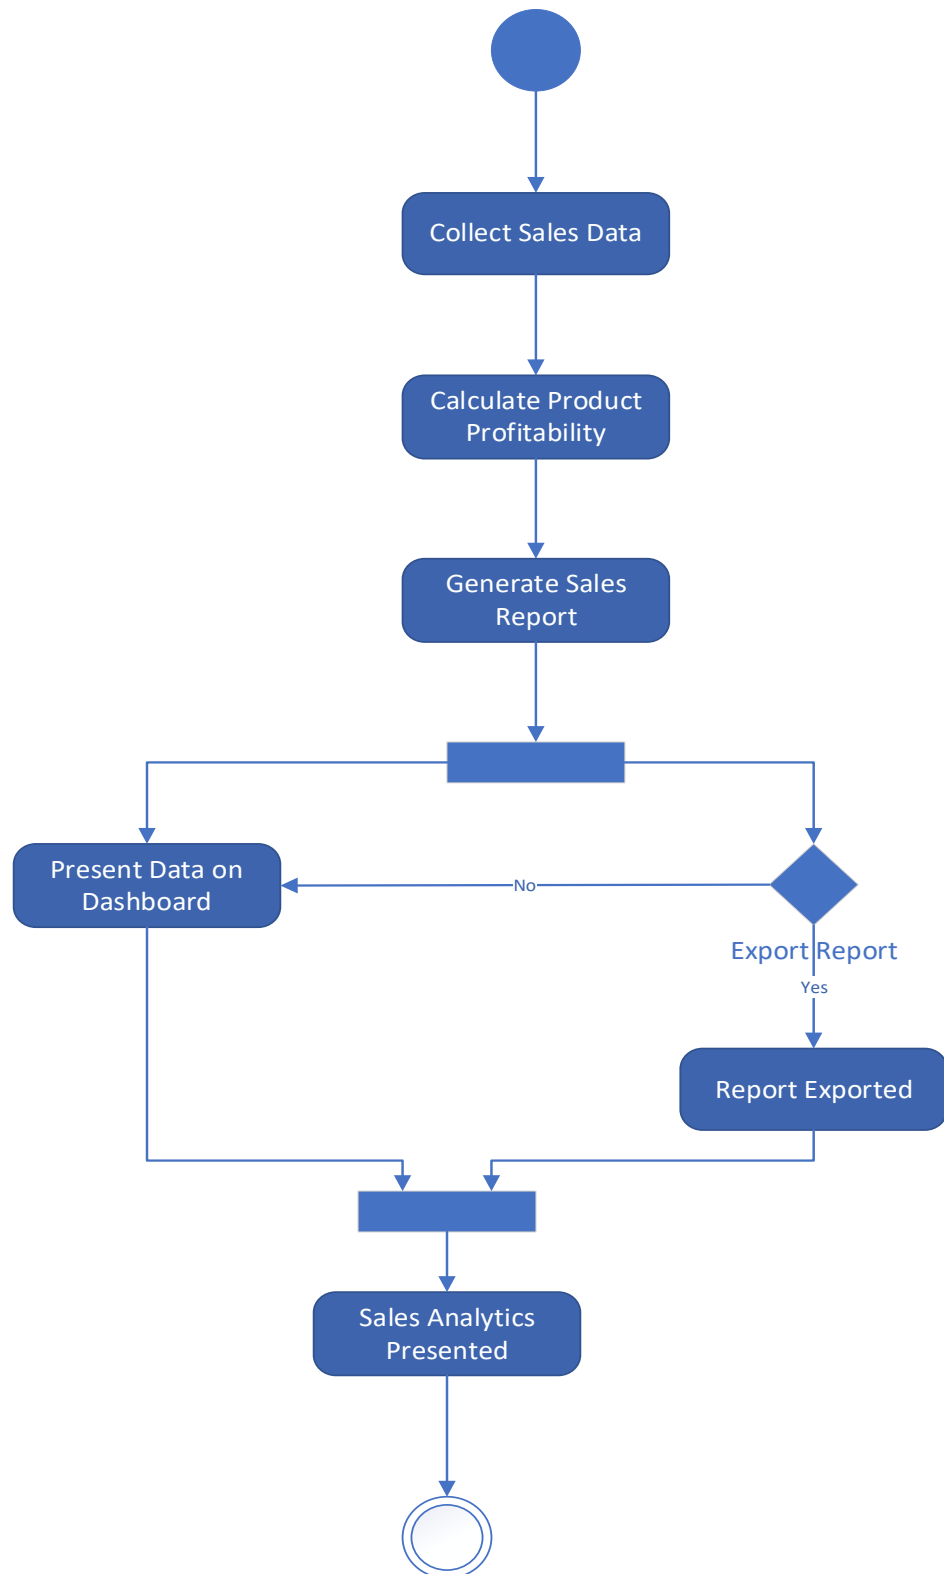 Collect Sales Data
Calculate Product
Profitability
Generate Sales
Report
Present Data on
Dashboard
No
Export Report
Yes
Report Exported
Sales Analytics
Presented